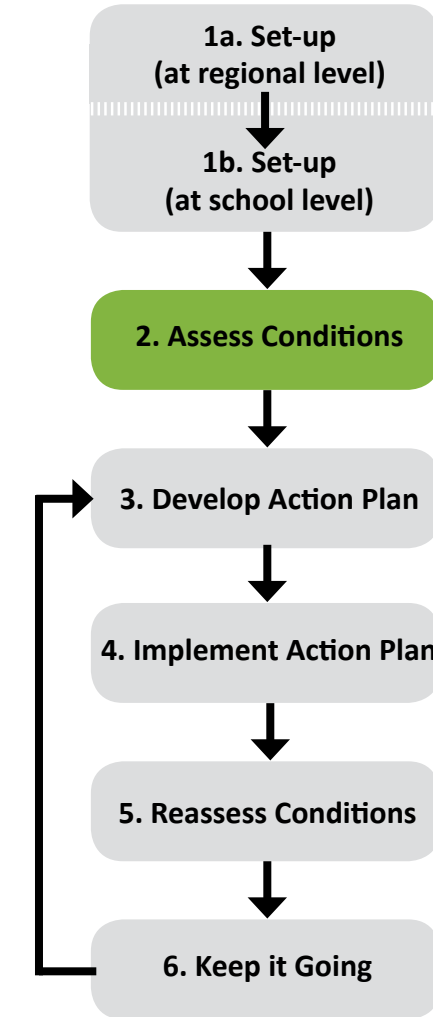 1a. Set-up
(at regional level)
1b. Set-up
(at school level)
2. Assess Conditions
3. Develop Action Plan
4. Implement Action Plan
5. Reassess Conditions
6. Keep it Going